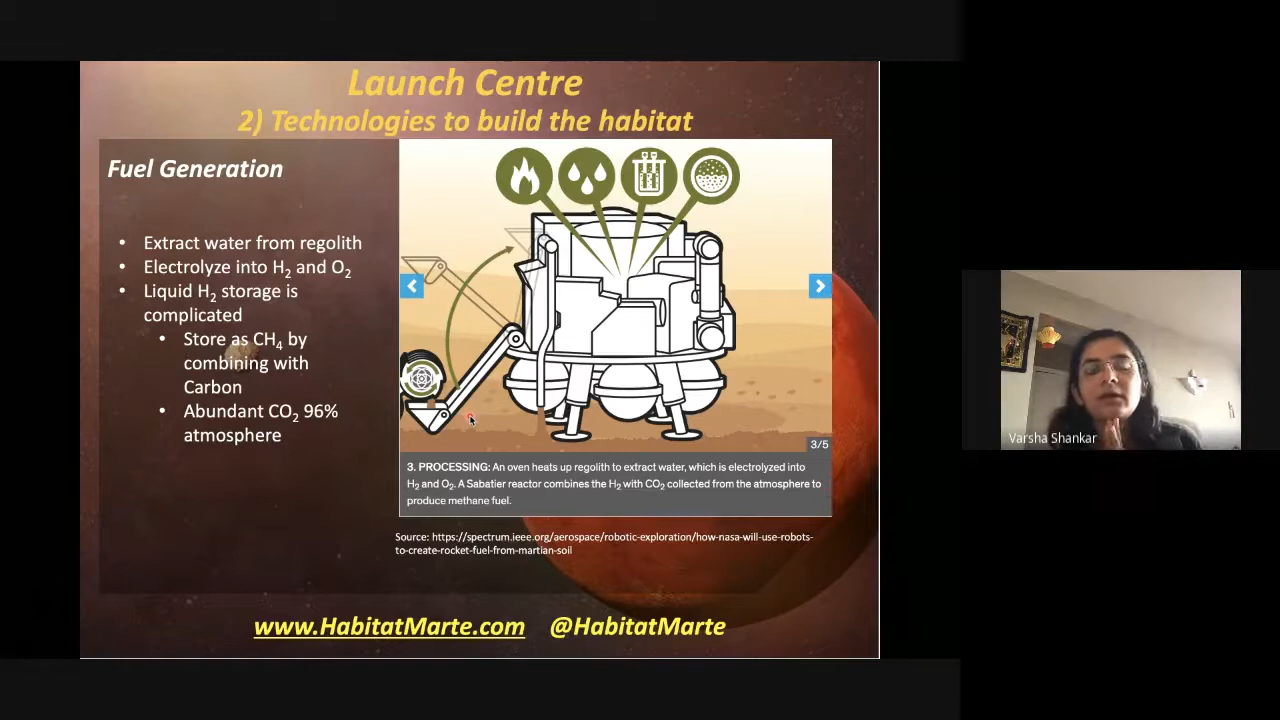 Launch Centre
2) Technologies to build the habitat
Fuel Generation
• Extract water from regolith
• Electrolyze into H₂ and O₂
• Liquid H₂ storage is
complicated
• Store as CH₄ by
combining with
Carbon
• Abundant CO₂ 96%
atmosphere
3/5
3. PROCESSING: An oven heats up regolith to extract water, which is electrolyzed into
H₂ and O₂. A Sabatier reactor combines the H₂ with CO₂ collected from the atmosphere to
produce methane fuel.
Source: https://spectrum.ieee.org/aerospace/robotic-exploration/how-nasa-will-use-robots-
to-create-rocket-fuel-from-martian-soil
www.HabitatMarte.com @HabitatMarte
Varsha Shankar